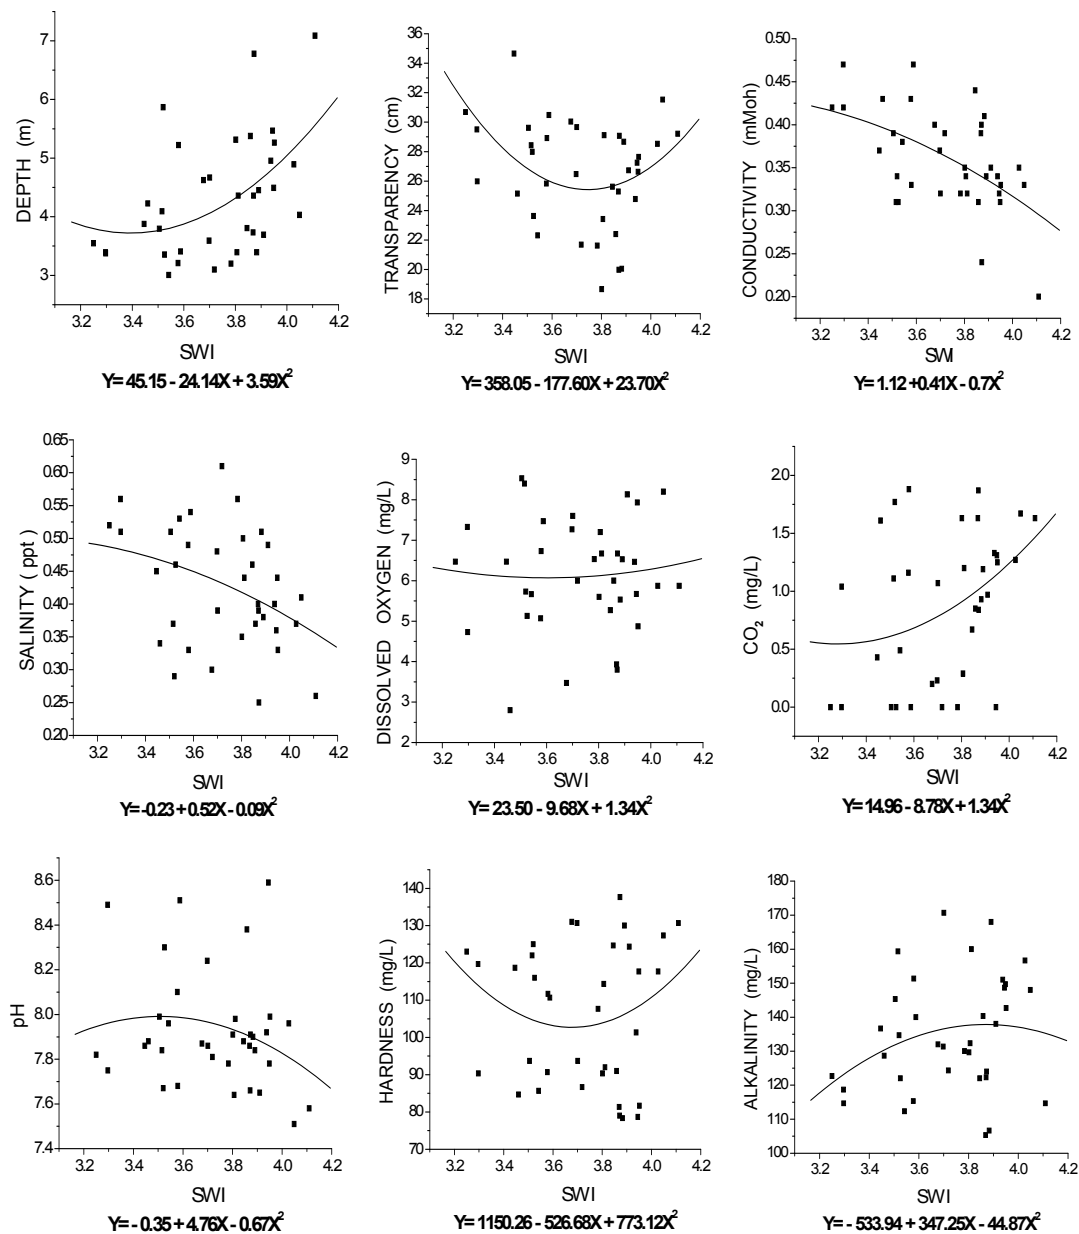 DEPTH (m)
7
6
5
4
3
3.2 3.4 3.6 3.8 4.0 4.2
SWI
Y= 45.15 - 24.14X + 3.59X²
TRANSPARENCY (cm)
36
34
32
30
28
26
24
22
20
18
3.2 3.4 3.6 3.8 4.0 4.2
SWI
Y= 358.05 - 177.60X + 23.70X²
CONDUCTIVITY (mMoh)
0.50
0.45
0.40
0.35
0.30
0.25
0.20
3.2 3.4 3.6 3.8 4.0 4.2
SWI
Y= 1.12 +0.41X - 0.7X²
SALINITY ( ppt )
0.65
0.60
0.55
0.50
0.45
0.40
0.35
0.30
0.25
0.20
3.2 3.4 3.6 3.8 4.0 4.2
SWI
Y= -0.23 + 0.52X - 0.09X²
DISSOLVED OXYGEN (mg/L)
9
8
7
6
5
4
3
2
3.2 3.4 3.6 3.8 4.0 4.2
SWI
Y= 23.50 - 9.68X + 1.34X²
CO₂ (mg/L)
2.0
1.5
1.0
0.5
0.0
3.2 3.4 3.6 3.8 4.0 4.2
SWI
Y= 14.96 - 8.78X + 1.34X²
pH
8.6
8.4
8.2
8.0
7.8
7.6
7.4
3.2 3.4 3.6 3.8 4.0 4.2
SWI
Y= - 0.35 + 4.76X - 0.67X²
HARDNESS (mg/L)
140
130
120
110
100
90
80
70
3.2 3.4 3.6 3.8 4.0 4.2
SWI
Y= 1150.26 - 526.68X + 773.12X²
ALKALINITY (mg/L)
180
170
160
150
140
130
120
110
100
3.2 3.4 3.6 3.8 4.0 4.2
SWI
Y= - 533.94 + 347.25X - 44.87X²